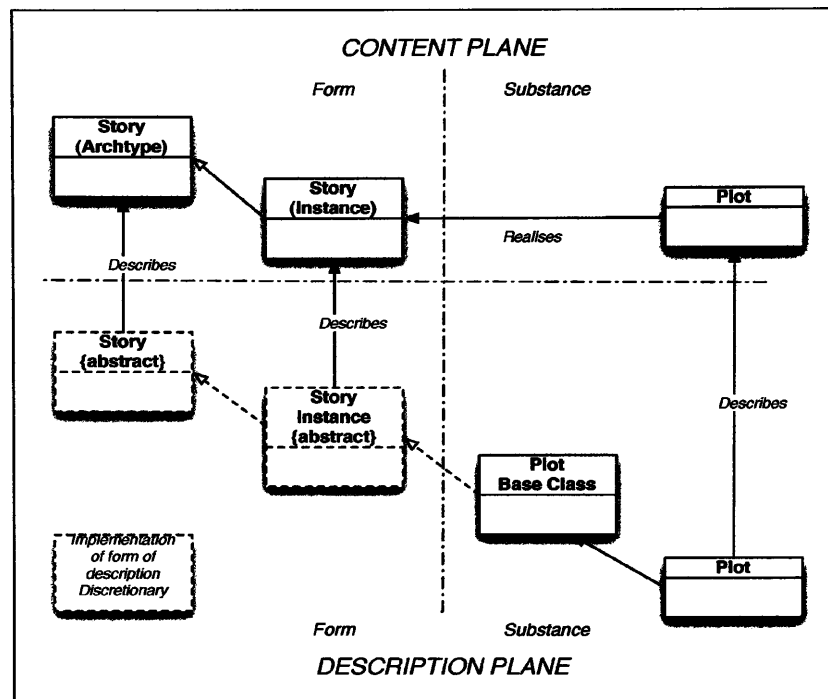 CONTENT PLANE
Form
Substance
Story
(Archtype)
Story
(Instance)
Plot
Realises
Describes
Describes
Story
{abstract}
Story
Instance
{abstract}
Describes
Plot
Base Class
Implementation
of form of
description
Discretionary
Plot
Form
Substance
DESCRIPTION PLANE